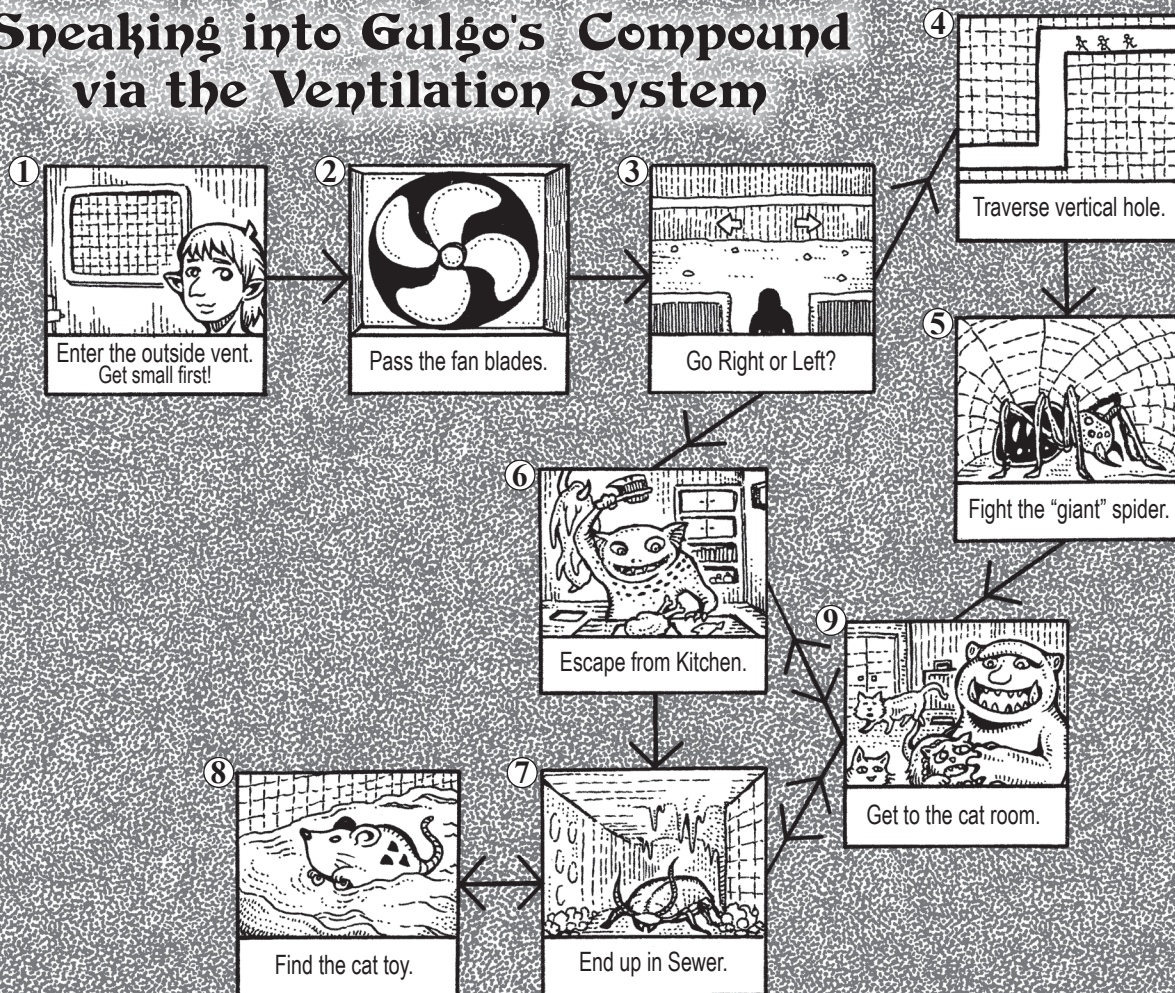 Sneaking into Gulgo's Compound
via the Ventilation System
1
Enter the outside vent.
Get small first!
2
Pass the fan blades.
3
Go Right or Left?
4
Traverse vertical hole.
5
Fight the “giant” spider.
6
Escape from Kitchen.
9
Get to the cat room.
8
Find the cat toy.
7
End up in Sewer.